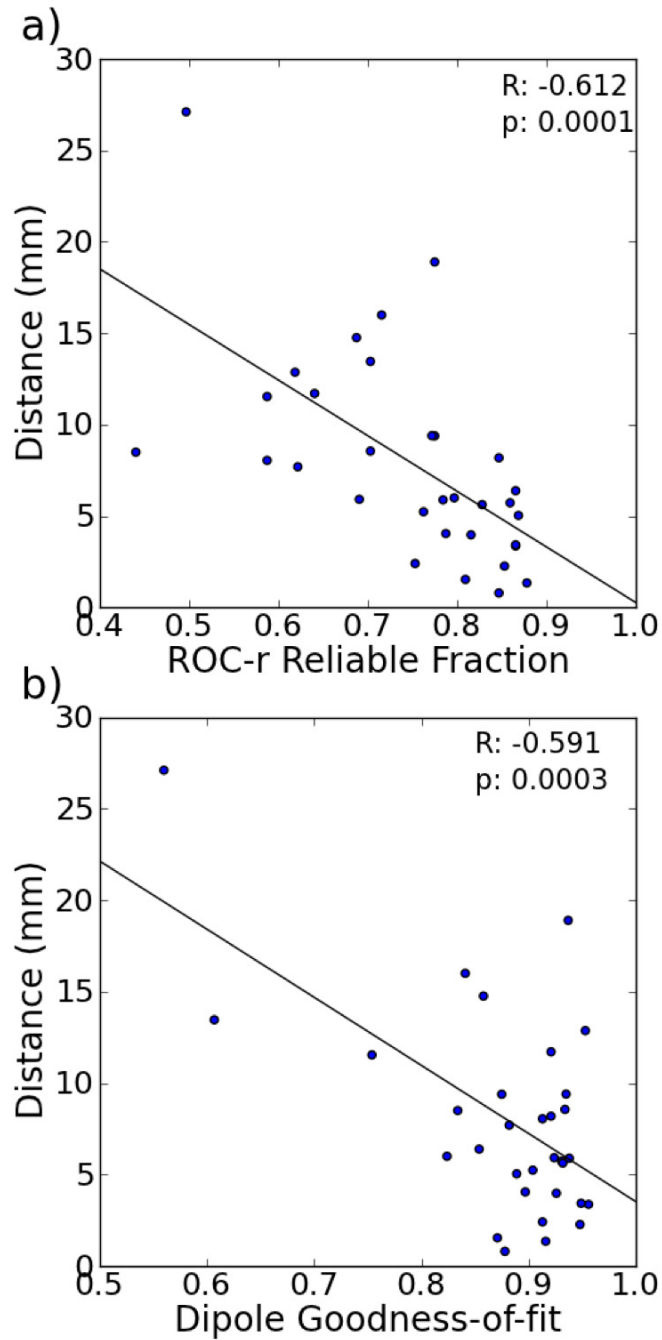 a)
R: -0.612
p: 0.0001
30
25
20
15
10
5
0
Distance (mm)
0.4 0.5 0.6 0.7 0.8 0.9 1.0
ROC-r Reliable Fraction
b)
R: -0.591
p: 0.0003
30
25
20
15
10
5
0
Distance (mm)
0.5 0.6 0.7 0.8 0.9 1.0
Dipole Goodness-of-fit